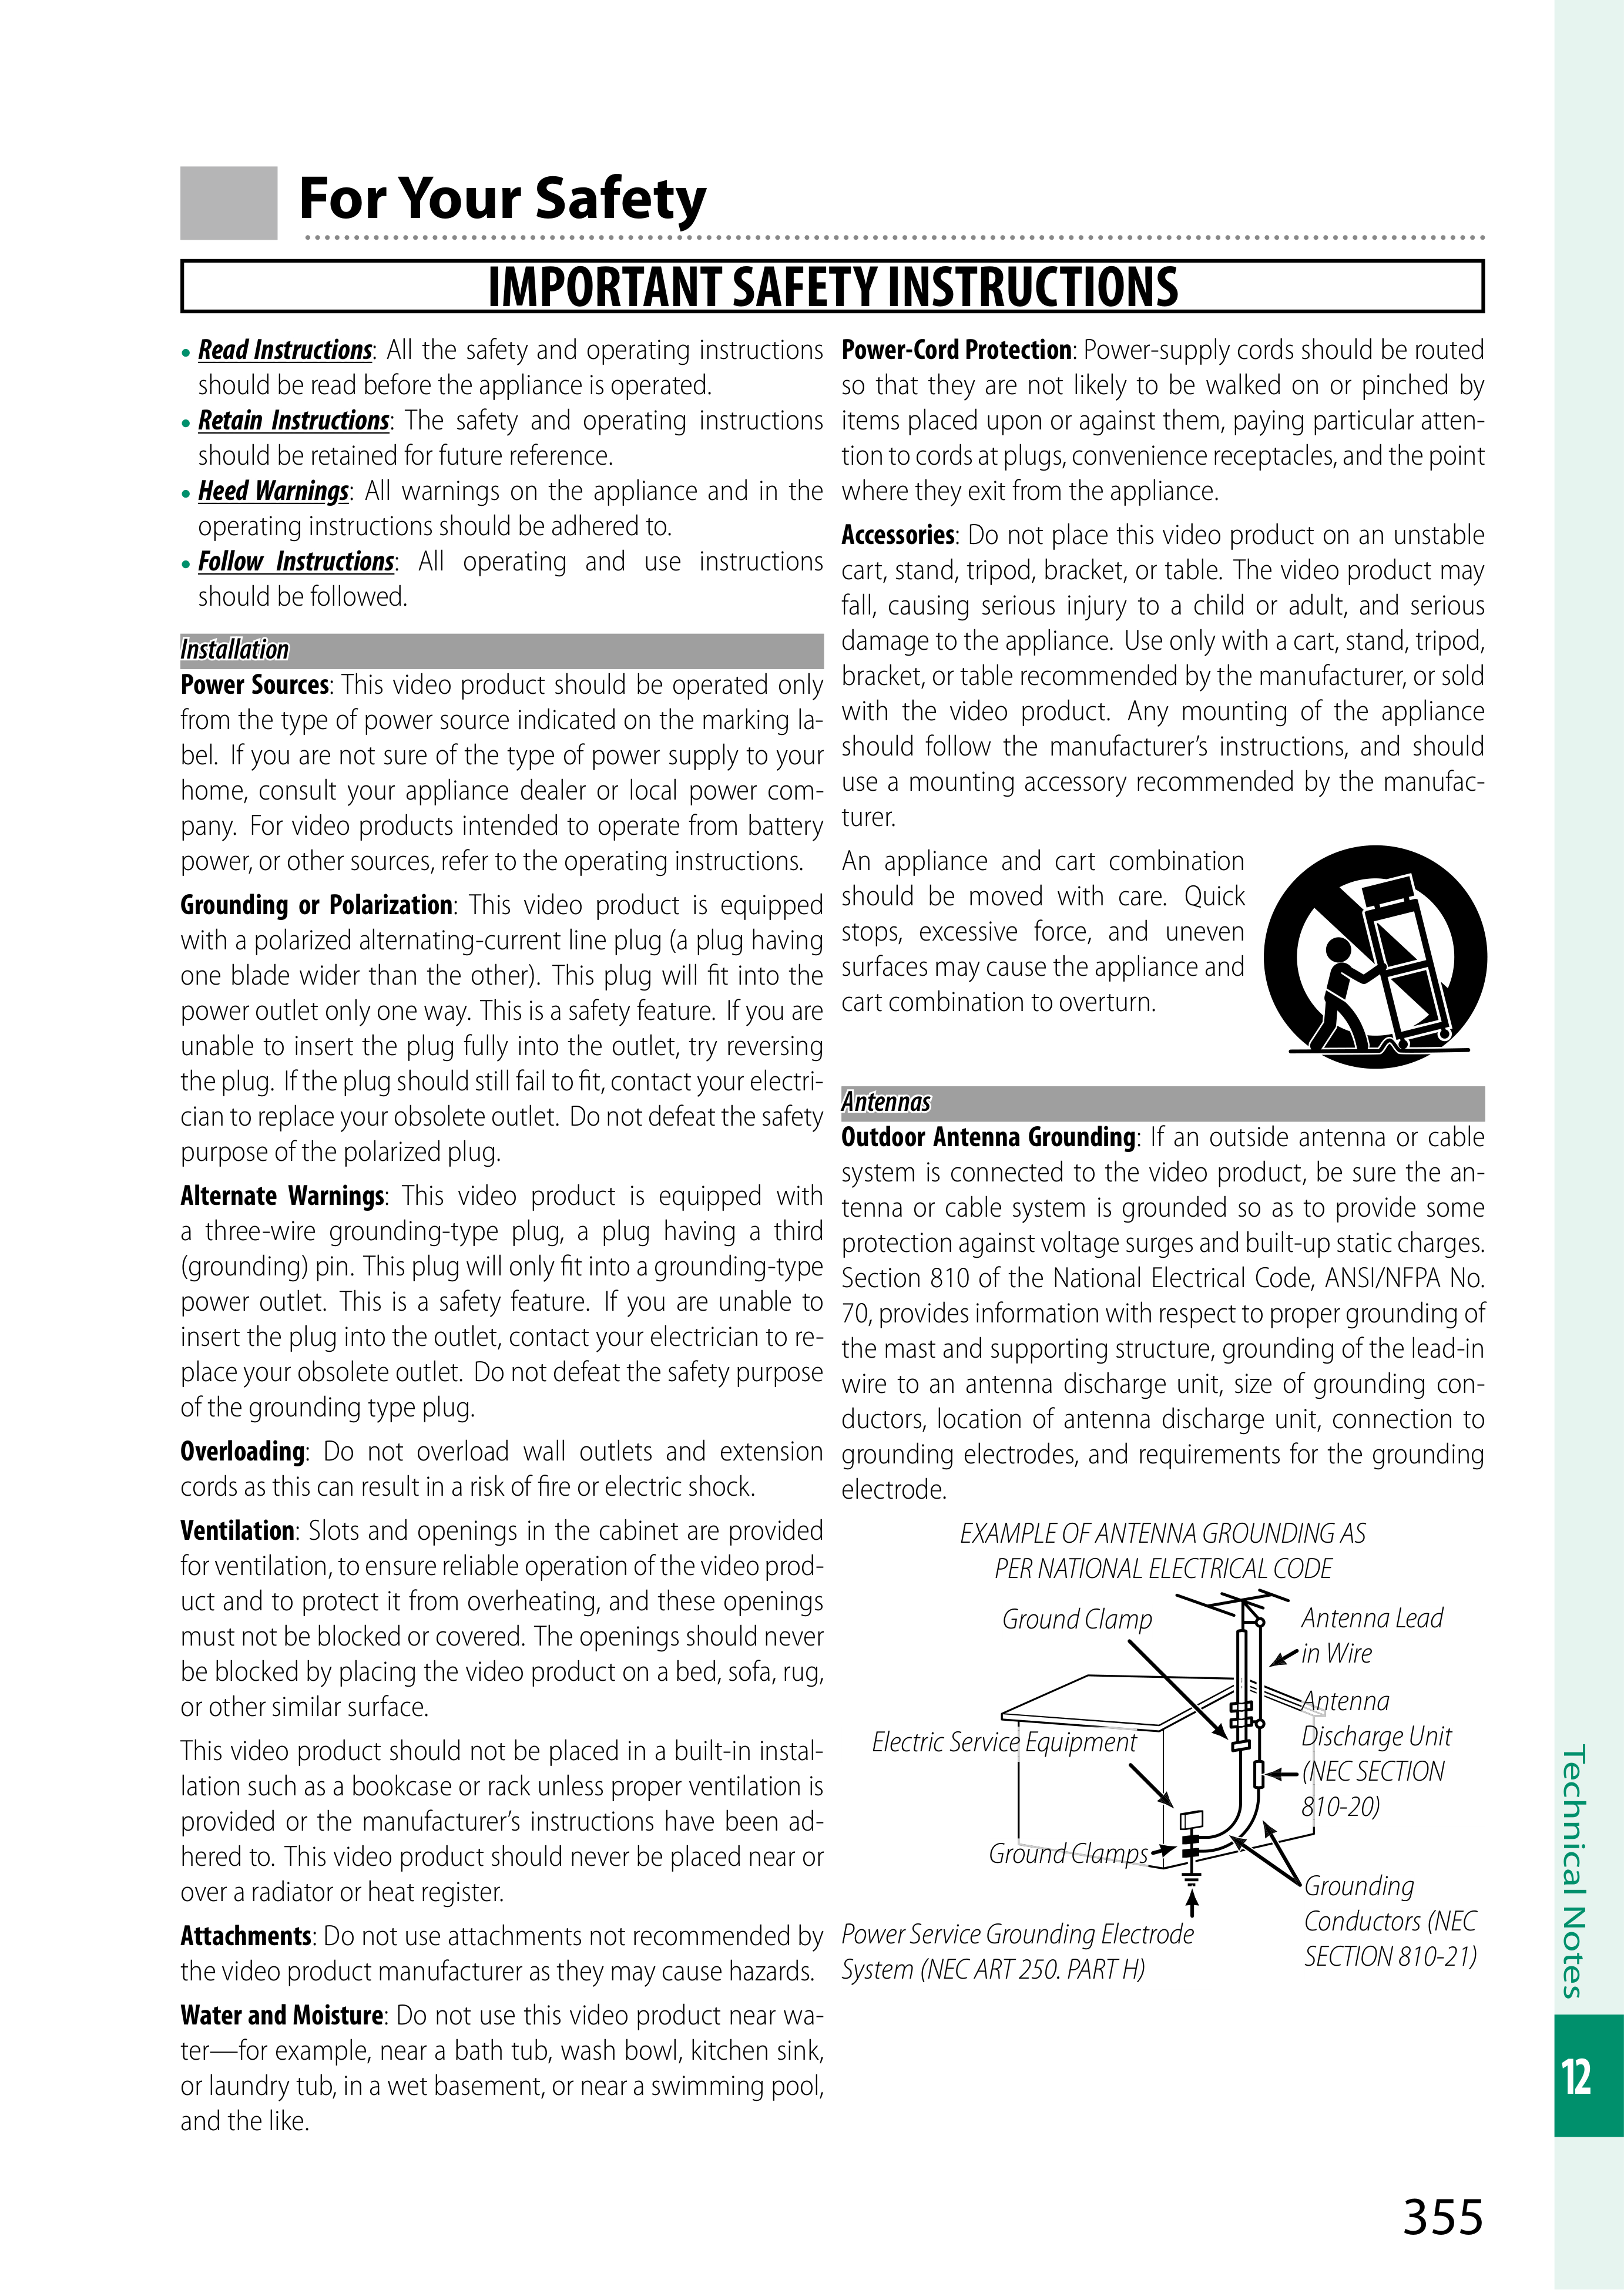 For Your Safety
IMPORTANT SAFETY INSTRUCTIONS
• Read Instructions: All the safety and operating instructions
should be read before the appliance is operated.
• Retain Instructions: The safety and operating instructions
should be retained for future reference.
• Heed Warnings: All warnings on the appliance and in the
operating instructions should be adhered to.
• Follow Instructions: All operating and use instructions
should be followed.
Installation
Power Sources: This video product should be operated only
from the type of power source indicated on the marking la-
bel. If you are not sure of the type of power supply to your
home, consult your appliance dealer or local power com-
pany. For video products intended to operate from battery
power, or other sources, refer to the operating instructions.
Grounding or Polarization: This video product is equipped
with a polarized alternating-current line plug (a plug having
one blade wider than the other). This plug will fit into the
power outlet only one way. This is a safety feature. If you are
unable to insert the plug fully into the outlet, try reversing
the plug. If the plug should still fail to fit, contact your electri-
cian to replace your obsolete outlet. Do not defeat the safety
purpose of the polarized plug.
Alternate Warnings: This video product is equipped with
a three-wire grounding-type plug, a plug having a third
(grounding) pin. This plug will only fit into a grounding-type
power outlet. This is a safety feature. If you are unable to
insert the plug into the outlet, contact your electrician to re-
place your obsolete outlet. Do not defeat the safety purpose
of the grounding type plug.
Overloading: Do not overload wall outlets and extension
cords as this can result in a risk of fire or electric shock.
Ventilation: Slots and openings in the cabinet are provided
for ventilation, to ensure reliable operation of the video prod-
uct and to protect it from overheating, and these openings
must not be blocked or covered. The openings should never
be blocked by placing the video product on a bed, sofa, rug,
or other similar surface.
This video product should not be placed in a built-in instal-
lation such as a bookcase or rack unless proper ventilation is
provided or the manufacturer's instructions have been ad-
hered to. This video product should never be placed near or
over a radiator or heat register.
Attachments: Do not use attachments not recommended by
the video product manufacturer as they may cause hazards.
Water and Moisture: Do not use this video product near wa-
ter—for example, near a bath tub, wash bowl, kitchen sink,
or laundry tub, in a wet basement, or near a swimming pool,
and the like.
Power-Cord Protection: Power-supply cords should be routed
so that they are not likely to be walked on or pinched by
items placed upon or against them, paying particular atten-
tion to cords at plugs, convenience receptacles, and the point
where they exit from the appliance.
Accessories: Do not place this video product on an unstable
cart, stand, tripod, bracket, or table. The video product may
fall, causing serious injury to a child or adult, and serious
damage to the appliance. Use only with a cart, stand, tripod,
bracket, or table recommended by the manufacturer, or sold
with the video product. Any mounting of the appliance
should follow the manufacturer's instructions, and should
use a mounting accessory recommended by the manufac-
turer.
An appliance and cart combination
should be moved with care. Quick
stops, excessive force, and uneven
surfaces may cause the appliance and
cart combination to overturn.
Antennas
Outdoor Antenna Grounding: If an outside antenna or cable
system is connected to the video product, be sure the an-
tenna or cable system is grounded so as to provide some
protection against voltage surges and built-up static charges.
Section 810 of the National Electrical Code, ANSI/NFPA No.
70, provides information with respect to proper grounding of
the mast and supporting structure, grounding of the lead-in
wire to an antenna discharge unit, size of grounding con-
ductors, location of antenna discharge unit, connection to
grounding electrodes, and requirements for the grounding
electrode.
EXAMPLE OF ANTENNA GROUNDING AS
PER NATIONAL ELECTRICAL CODE
Ground Clamp
Antenna Lead
in Wire
Antenna
Discharge Unit
(NEC SECTION
810-20)
Electric Service Equipment
Ground Clamps
Grounding
Conductors (NEC
SECTION 810-21)
Power Service Grounding Electrode
System (NEC ART 250. PART H)
Technical Notes
12
355